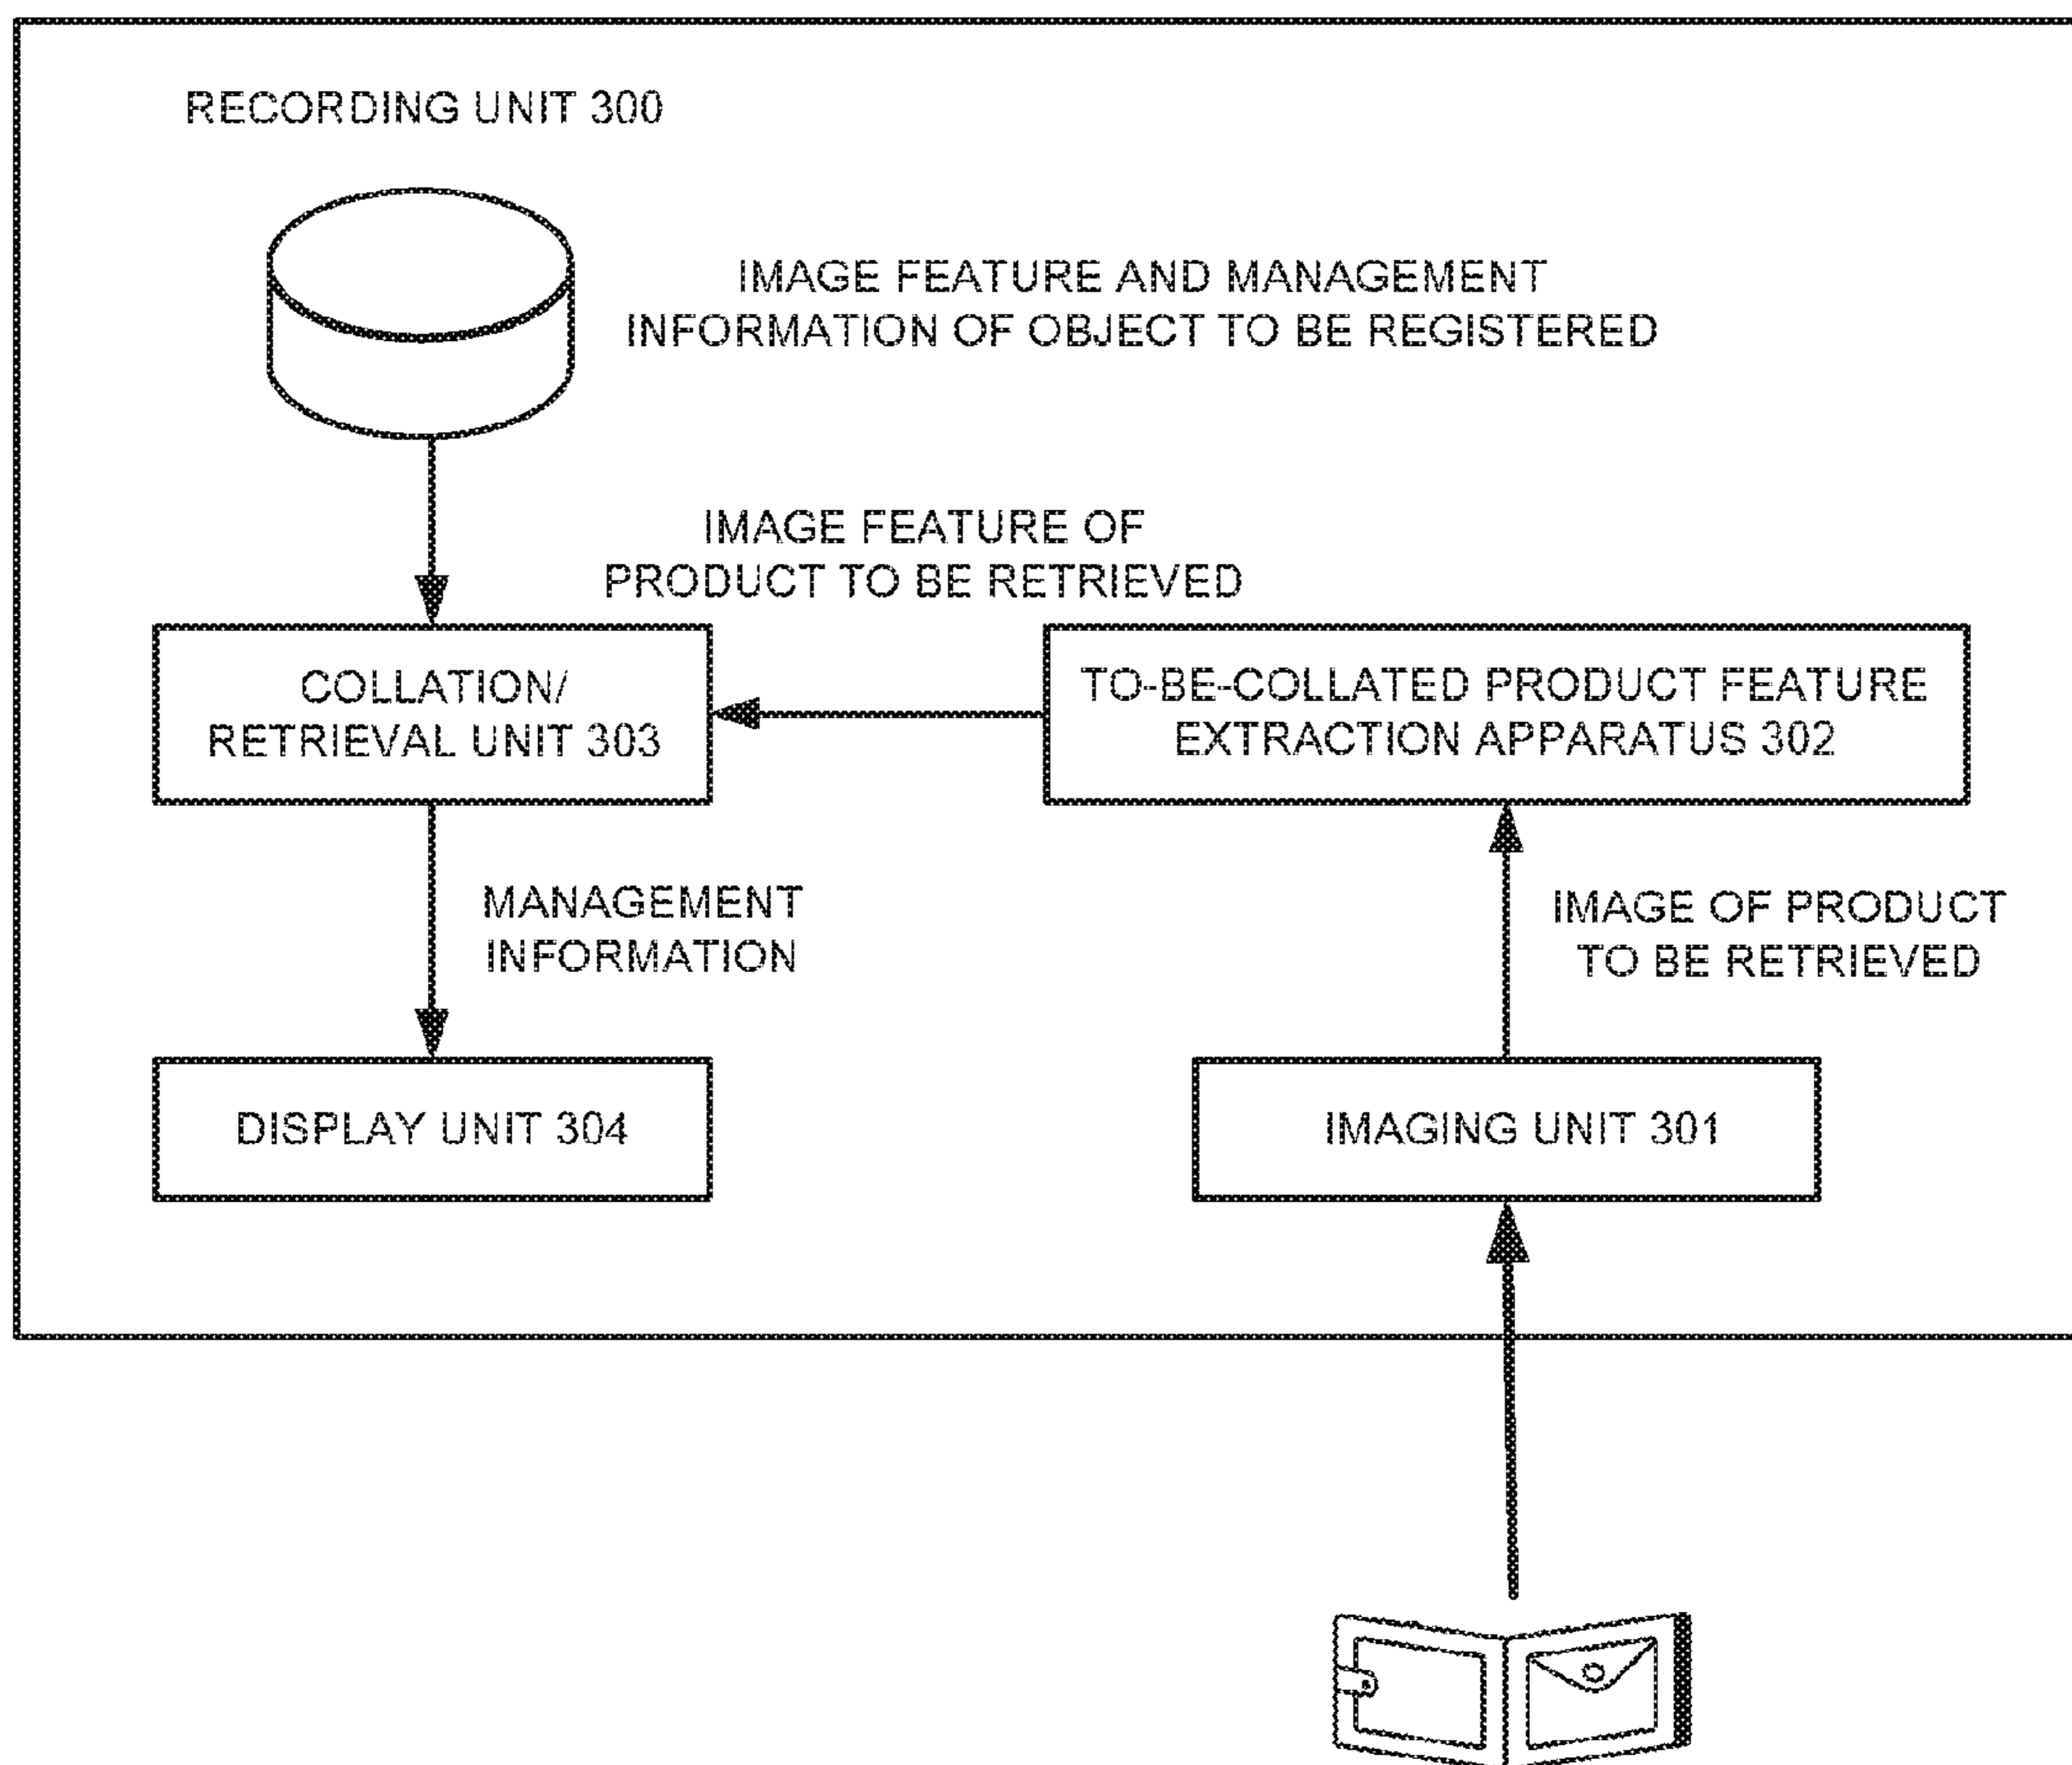 RECORDING UNIT 300
IMAGE FEATURE AND MANAGEMENT
INFORMATION OF OBJECT TO BE REGISTERED
IMAGE FEATURE OF
PRODUCT TO BE RETRIEVED
COLLATION/
RETRIEVAL UNIT 303
TO-BE-COLLATED PRODUCT FEATURE
EXTRACTION APPARATUS 302
MANAGEMENT
INFORMATION
IMAGE OF PRODUCT
TO BE RETRIEVED
DISPLAY UNIT 304
IMAGING UNIT 301